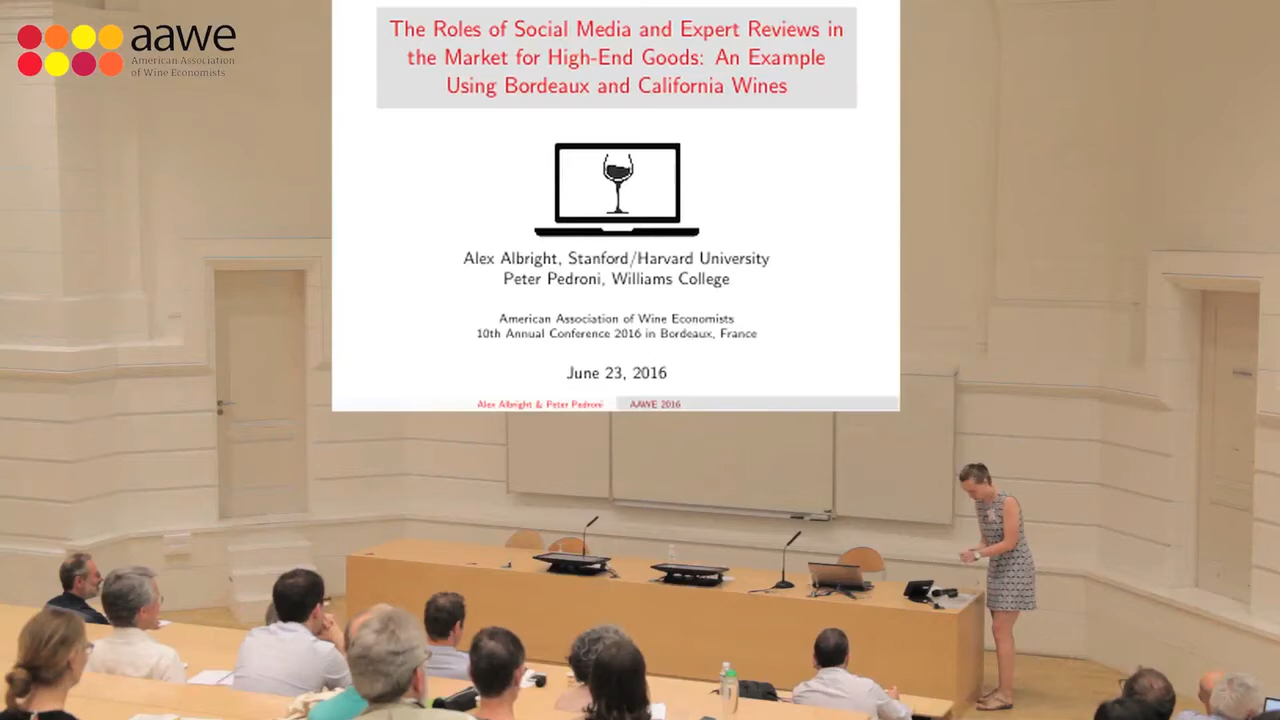 aawe
American Association
of Wine Economists
The Roles of Social Media and Expert Reviews in
the Market for High-End Goods: An Example
Using Bordeaux and California Wines
Alex Albright, Stanford/Harvard University
Peter Pedroni, Williams College
American Association of Wine Economists
10th Annual Conference 2016 in Bordeaux, France
June 23, 2016
Alex Albright & Peter Pedroni
AAWE 2016